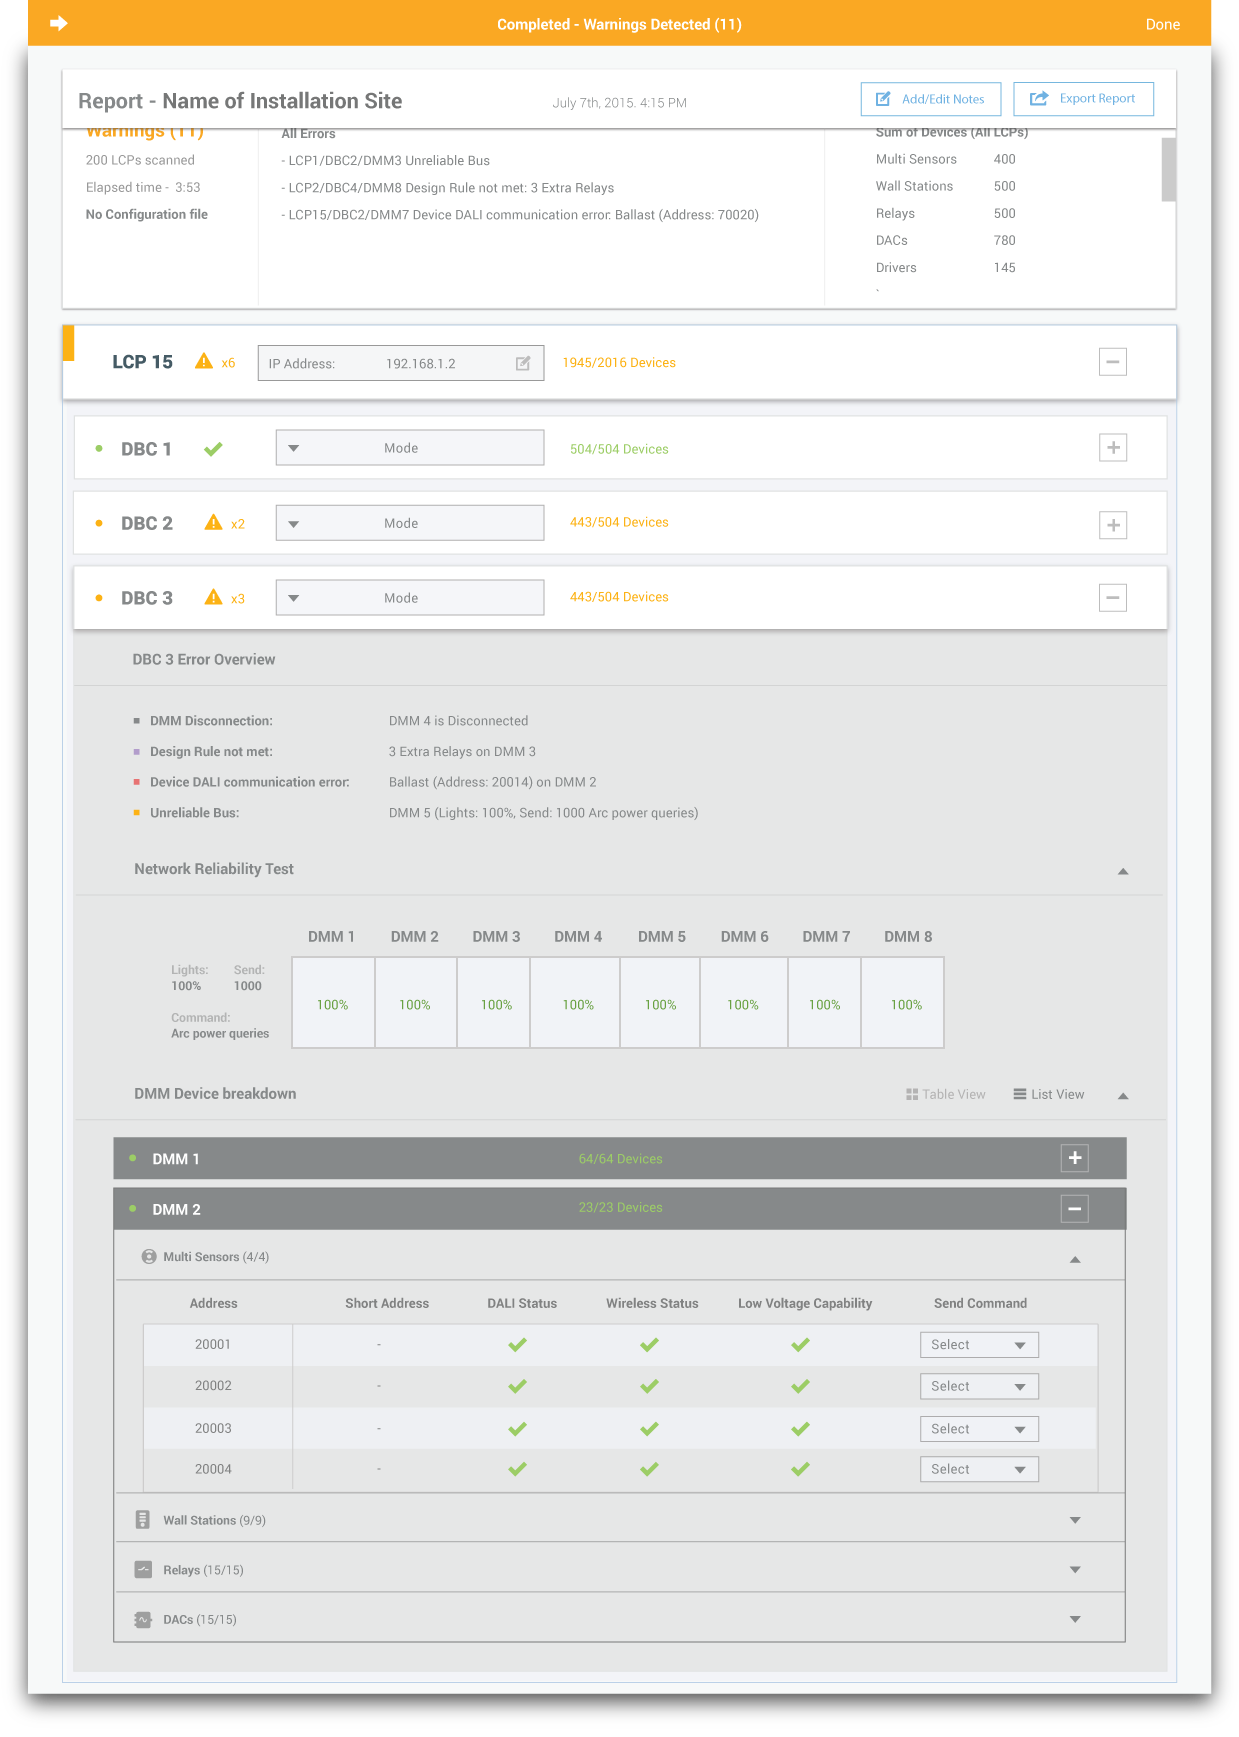 Completed - Warnings Detected (11)
Done
Report - Name of Installation Site
July 7th, 2015. 4:15 PM
Add/Edit Notes
Export Report
Warnings (11)
200 LCPs scanned
Elapsed time - 3:53
No Configuration file
All Errors
- LCP1/DBC2/DMM3 Unreliable Bus
- LCP2/DBC4/DMM8 Design Rule not met: 3 Extra Relays
- LCP15/DBC2/DMM7 Device DALI communication error: Ballast (Address: 70020)
Sum of Devices (All LCPs)
Multi Sensors 400
Wall Stations 500
Relays 500
DACs 780
Drivers 145
`
LCP 15 x6 IP Address: 192.168.1.2 1945/2016 Devices
DBC 1 Mode 504/504 Devices
DBC 2 x2 Mode 443/504 Devices
DBC 3 x3 Mode 443/504 Devices
DBC 3 Error Overview
DMM Disconnection: DMM 4 is Disconnected
Design Rule not met: 3 Extra Relays on DMM 3
Device DALI communication error: Ballast (Address: 20014) on DMM 2
Unreliable Bus: DMM 5 (Lights: 100%, Send: 1000 Arc power queries)
Network Reliability Test
DMM 1 DMM 2 DMM 3 DMM 4 DMM 5 DMM 6 DMM 7 DMM 8
Lights: Send:
100% 1000
Command:
Arc power queries
100% 100% 100% 100% 100% 100% 100% 100%
DMM Device breakdown Table View List View
DMM 1 64/64 Devices
DMM 2 23/23 Devices
Multi Sensors (4/4)
Address Short Address DALI Status Wireless Status Low Voltage Capability Send Command
20001 - Select
20002 - Select
20003 - Select
20004 - Select
Wall Stations (9/9)
Relays (15/15)
DACs (15/15)